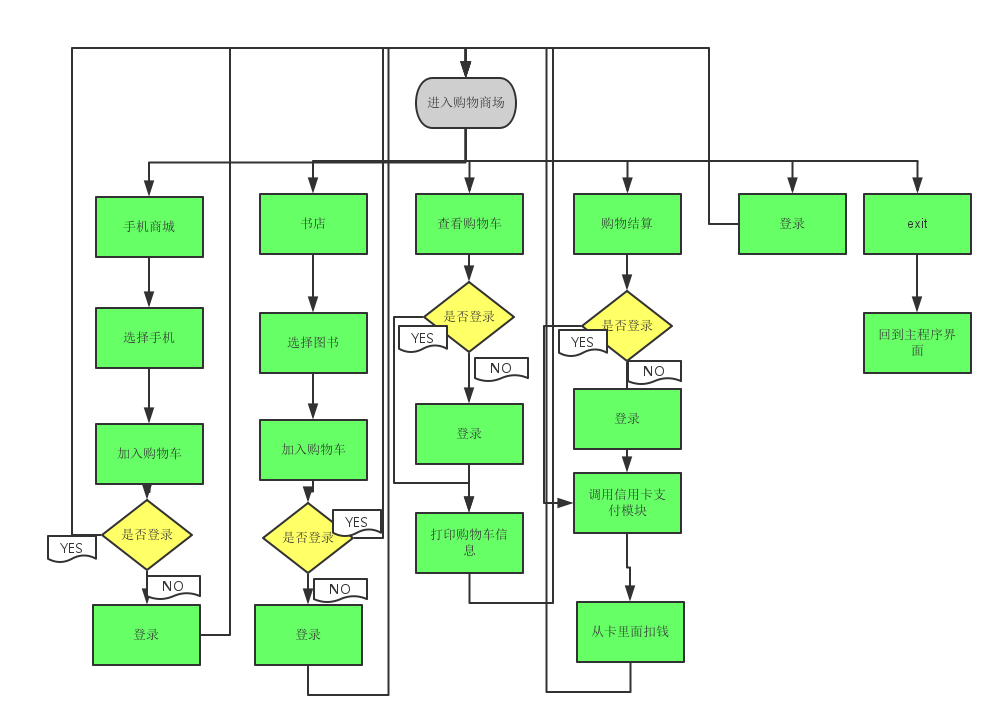 进入购物商场
手机商城
书店
查看购物车
购物结算
登录
exit
选择手机
选择图书
是否登录
YES
NO
是否登录
YES
NO
回到主程序界
面
加入购物车
加入购物车
登录
登录
是否登录
YES
NO
是否登录
YES
NO
打印购物车信
息
调用信用卡支
付模块
登录
登录
从卡里面扣钱